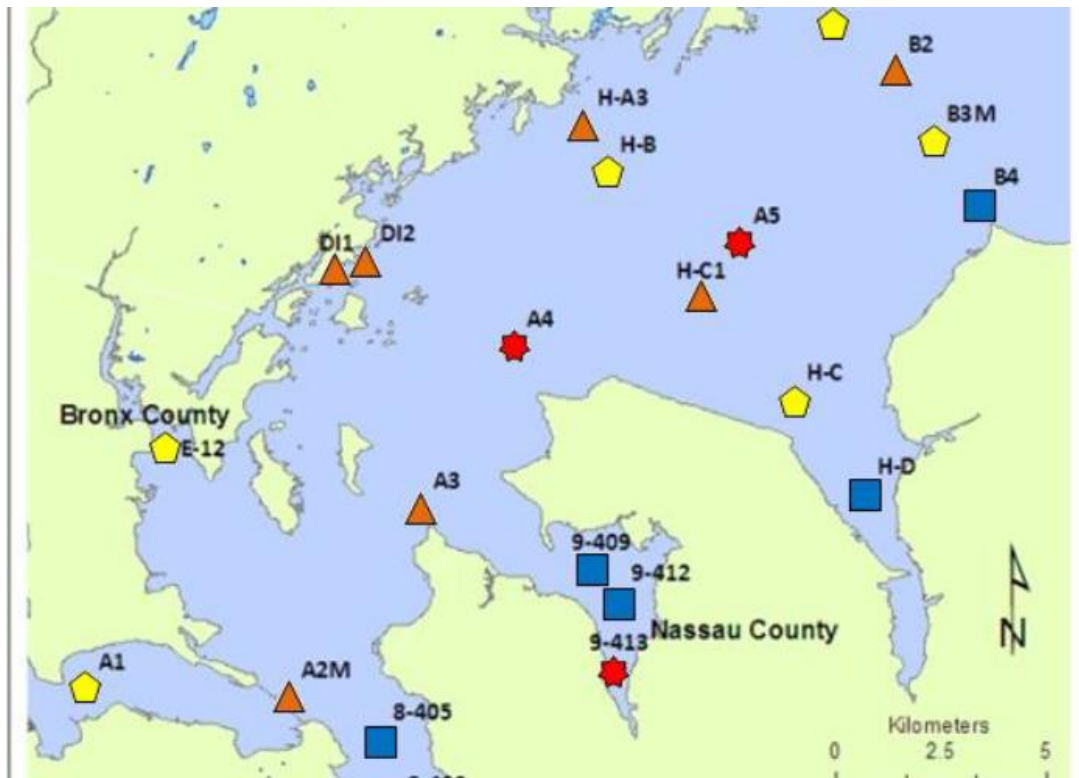 B2
H-A3
B3M
H-B
B4
A5
DI1
DI2
H-C1
A4
H-C
Bronx County
E-12
H-D
A3
9-409
9-412
9-413
Nassau County
N
A1
A2M
8-405
Kilometers
0 2.5 5